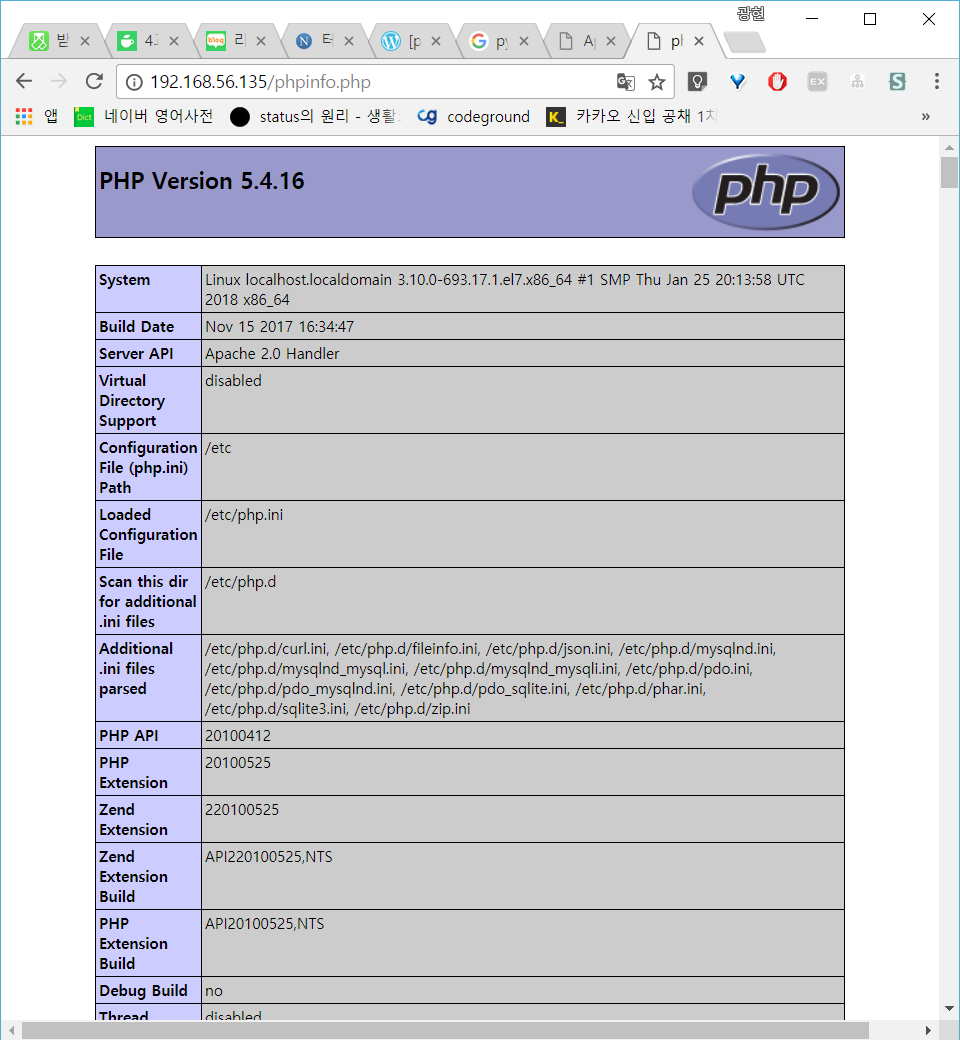 광현
받
4
리
N
터
[p
G
py
A
pl
192.168.56.135/phpinfo.php
EX
S
앱
Dict
네이버 영어사전
status의 원리 - 생활
cg
codeground
K_
카카오 신입 공채 1차
»
PHP Version 5.4.16
php
System
Linux localhost.localdomain 3.10.0-693.17.1.el7.x86_64 #1 SMP Thu Jan 25 20:13:58 UTC
2018 x86_64
Build Date
Nov 15 2017 16:34:47
Server API
Apache 2.0 Handler
Virtual
Directory
Support
disabled
Configuration
File (php.ini)
Path
/etc
Loaded
Configuration
File
/etc/php.ini
Scan this dir
for additional
.ini files
/etc/php.d
Additional
.ini files
parsed
/etc/php.d/curl.ini, /etc/php.d/fileinfo.ini, /etc/php.d/json.ini, /etc/php.d/mysqlnd.ini,
/etc/php.d/mysqlnd_mysql.ini, /etc/php.d/mysqlnd_mysqli.ini, /etc/php.d/pdo.ini,
/etc/php.d/pdo_mysqlnd.ini, /etc/php.d/pdo_sqlite.ini, /etc/php.d/phar.ini,
/etc/php.d/sqlite3.ini, /etc/php.d/zip.ini
PHP API
20100412
PHP
Extension
20100525
Zend
Extension
220100525
Zend
Extension
Build
API220100525,NTS
PHP
Extension
Build
API20100525,NTS
Debug Build
no
Thread
disabled